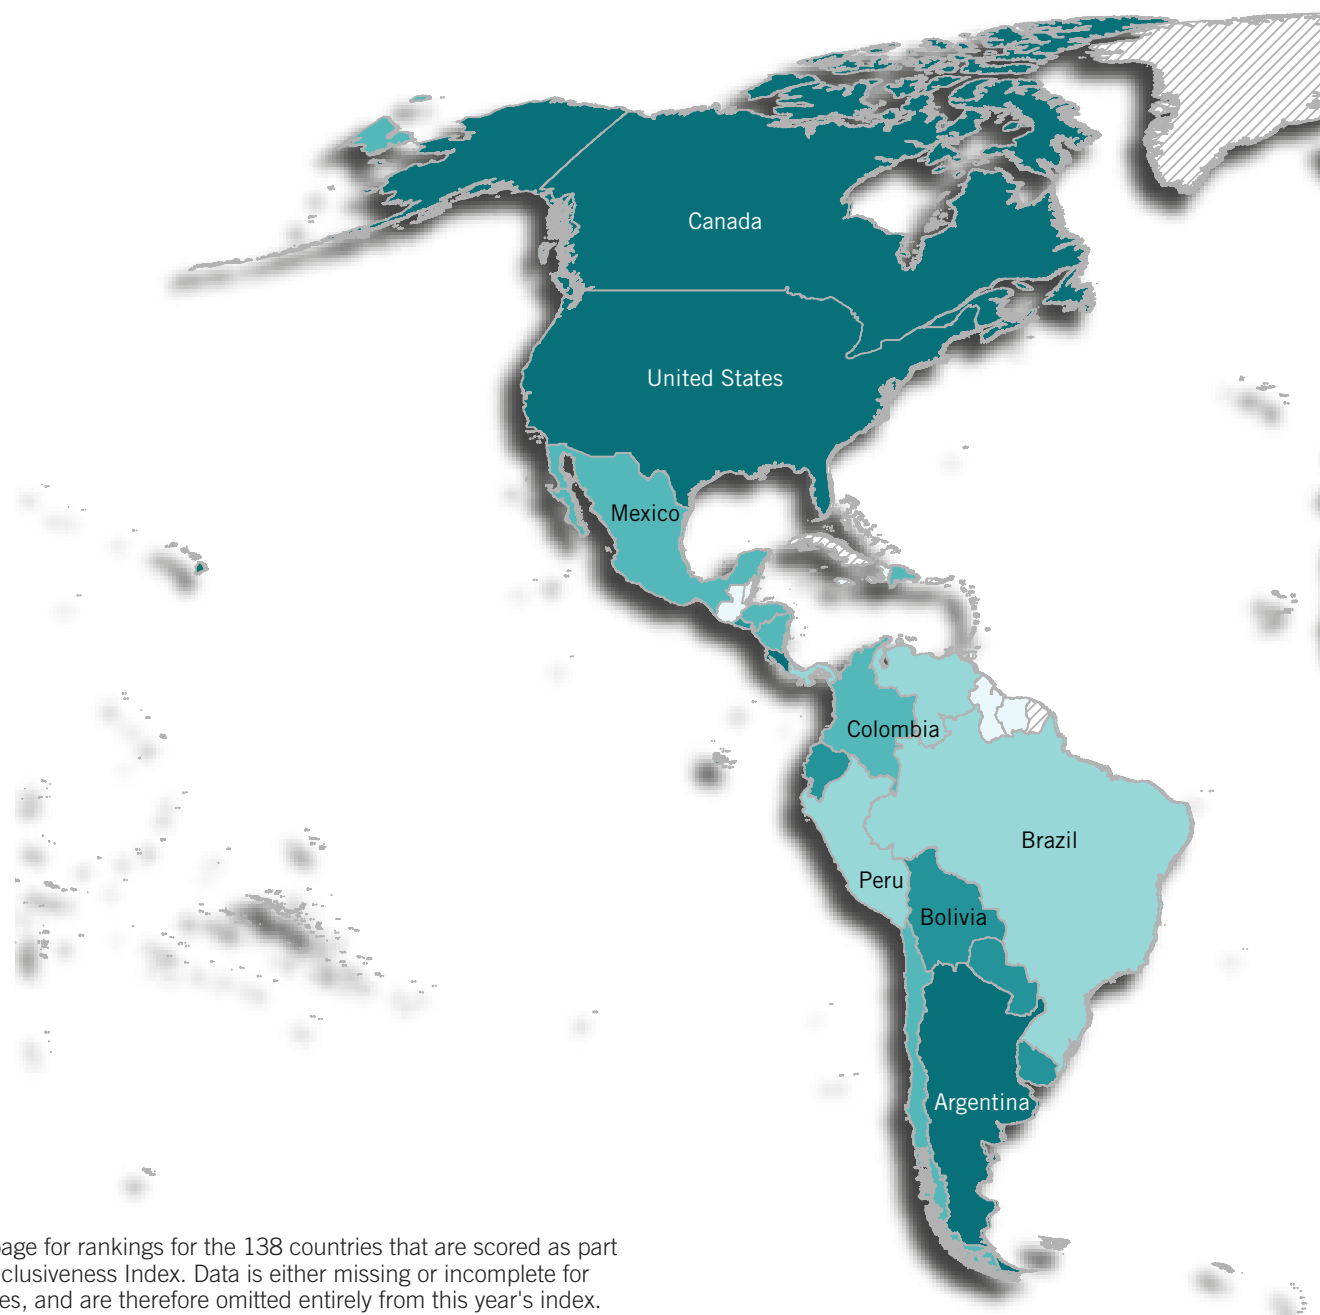 Canada
United States
Mexico
Colombia
Brazil
Peru
Bolivia
Argentina
page for rankings for the 138 countries that are scored as part
clusiveness Index. Data is either missing or incomplete for
es, and are therefore omitted entirely from this year's index.